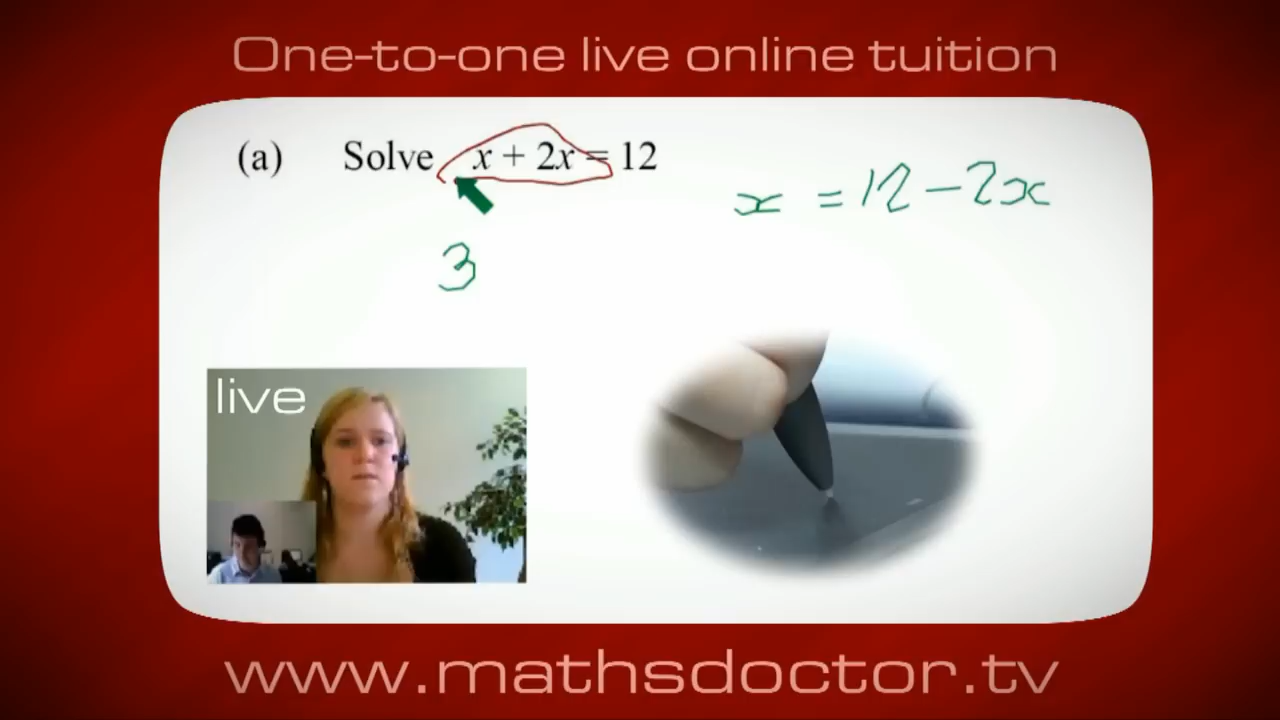 One-to-one live online tuition
(a) Solve x + 2x = 12
x = 12 - 2x
3
live
www.mathsdoctor.tv